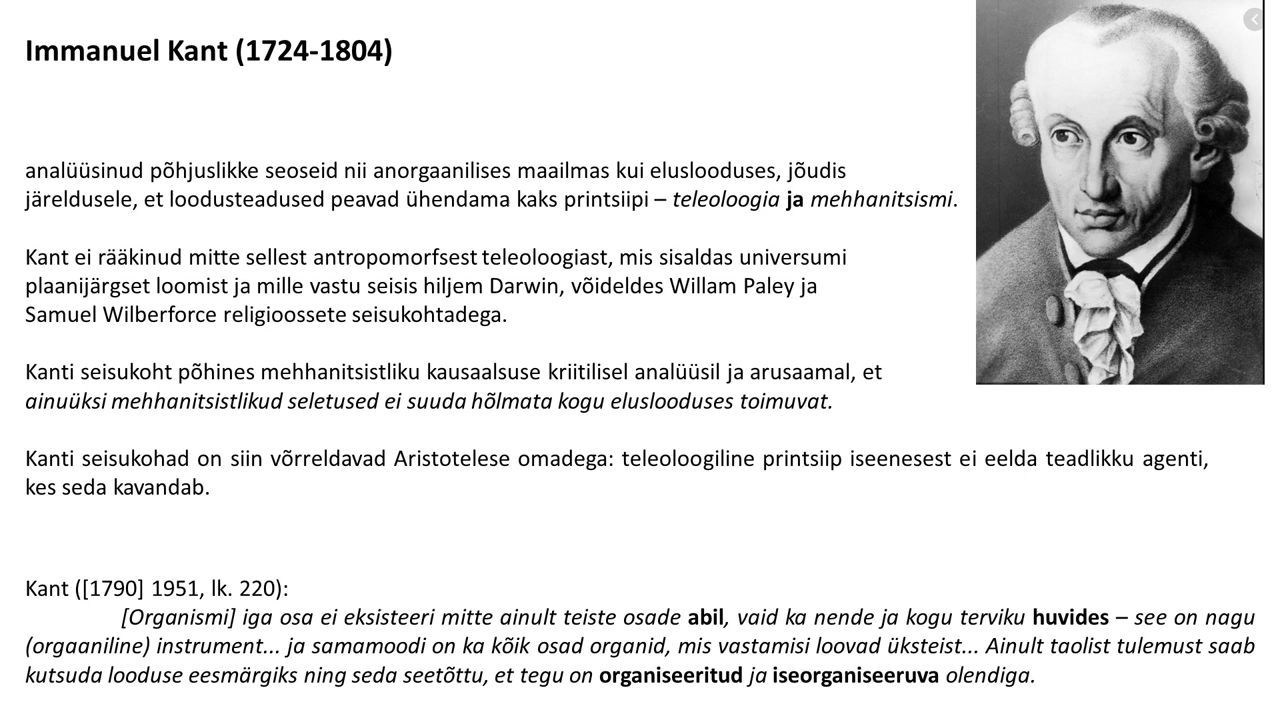 Immanuel Kant (1724-1804)
analüüsinud põhjuslikke seoseid nii anorgaanilises maailmas kui eluslooduses, jõudis
järeldusele, et loodusteadused peavad ühendama kaks printsiipi – teleoloogia ja mehhanitsismi.
Kant ei rääkinud mitte sellest antropomorfsest teleoloogiast, mis sisaldas universumi
plaanijärgset loomist ja mille vastu seisis hiljem Darwin, võideldes Willam Paley ja
Samuel Wilberforce religioossete seisukohtadega.
Kanti seisukoht põhines mehhanitsistliku kausaalsuse kriitilisel analüüsil ja arusaamal, et
ainuüksi mehhanitsistlikud seletused ei suuda hõlmata kogu eluslooduses toimuvat.
Kanti seisukohad on siin võrreldavad Aristotelese omadega: teleoloogiline printsiip iseenesest ei eelda teadlikku agenti,
kes seda kavandab.
Kant ([1790] 1951, lk. 220):
[Organismi] iga osa ei eksisteeri mitte ainult teiste osade abil, vaid ka nende ja kogu terviku huvides – see on nagu
(orgaaniline) instrument... ja samamoodi on ka kõik osad organid, mis vastamisi loovad üksteist... Ainult taolist tulemust saab
kutsuda looduse eesmärgiks ning seda seetõttu, et tegu on organiseeritud ja iseorganiseeruva olendiga.